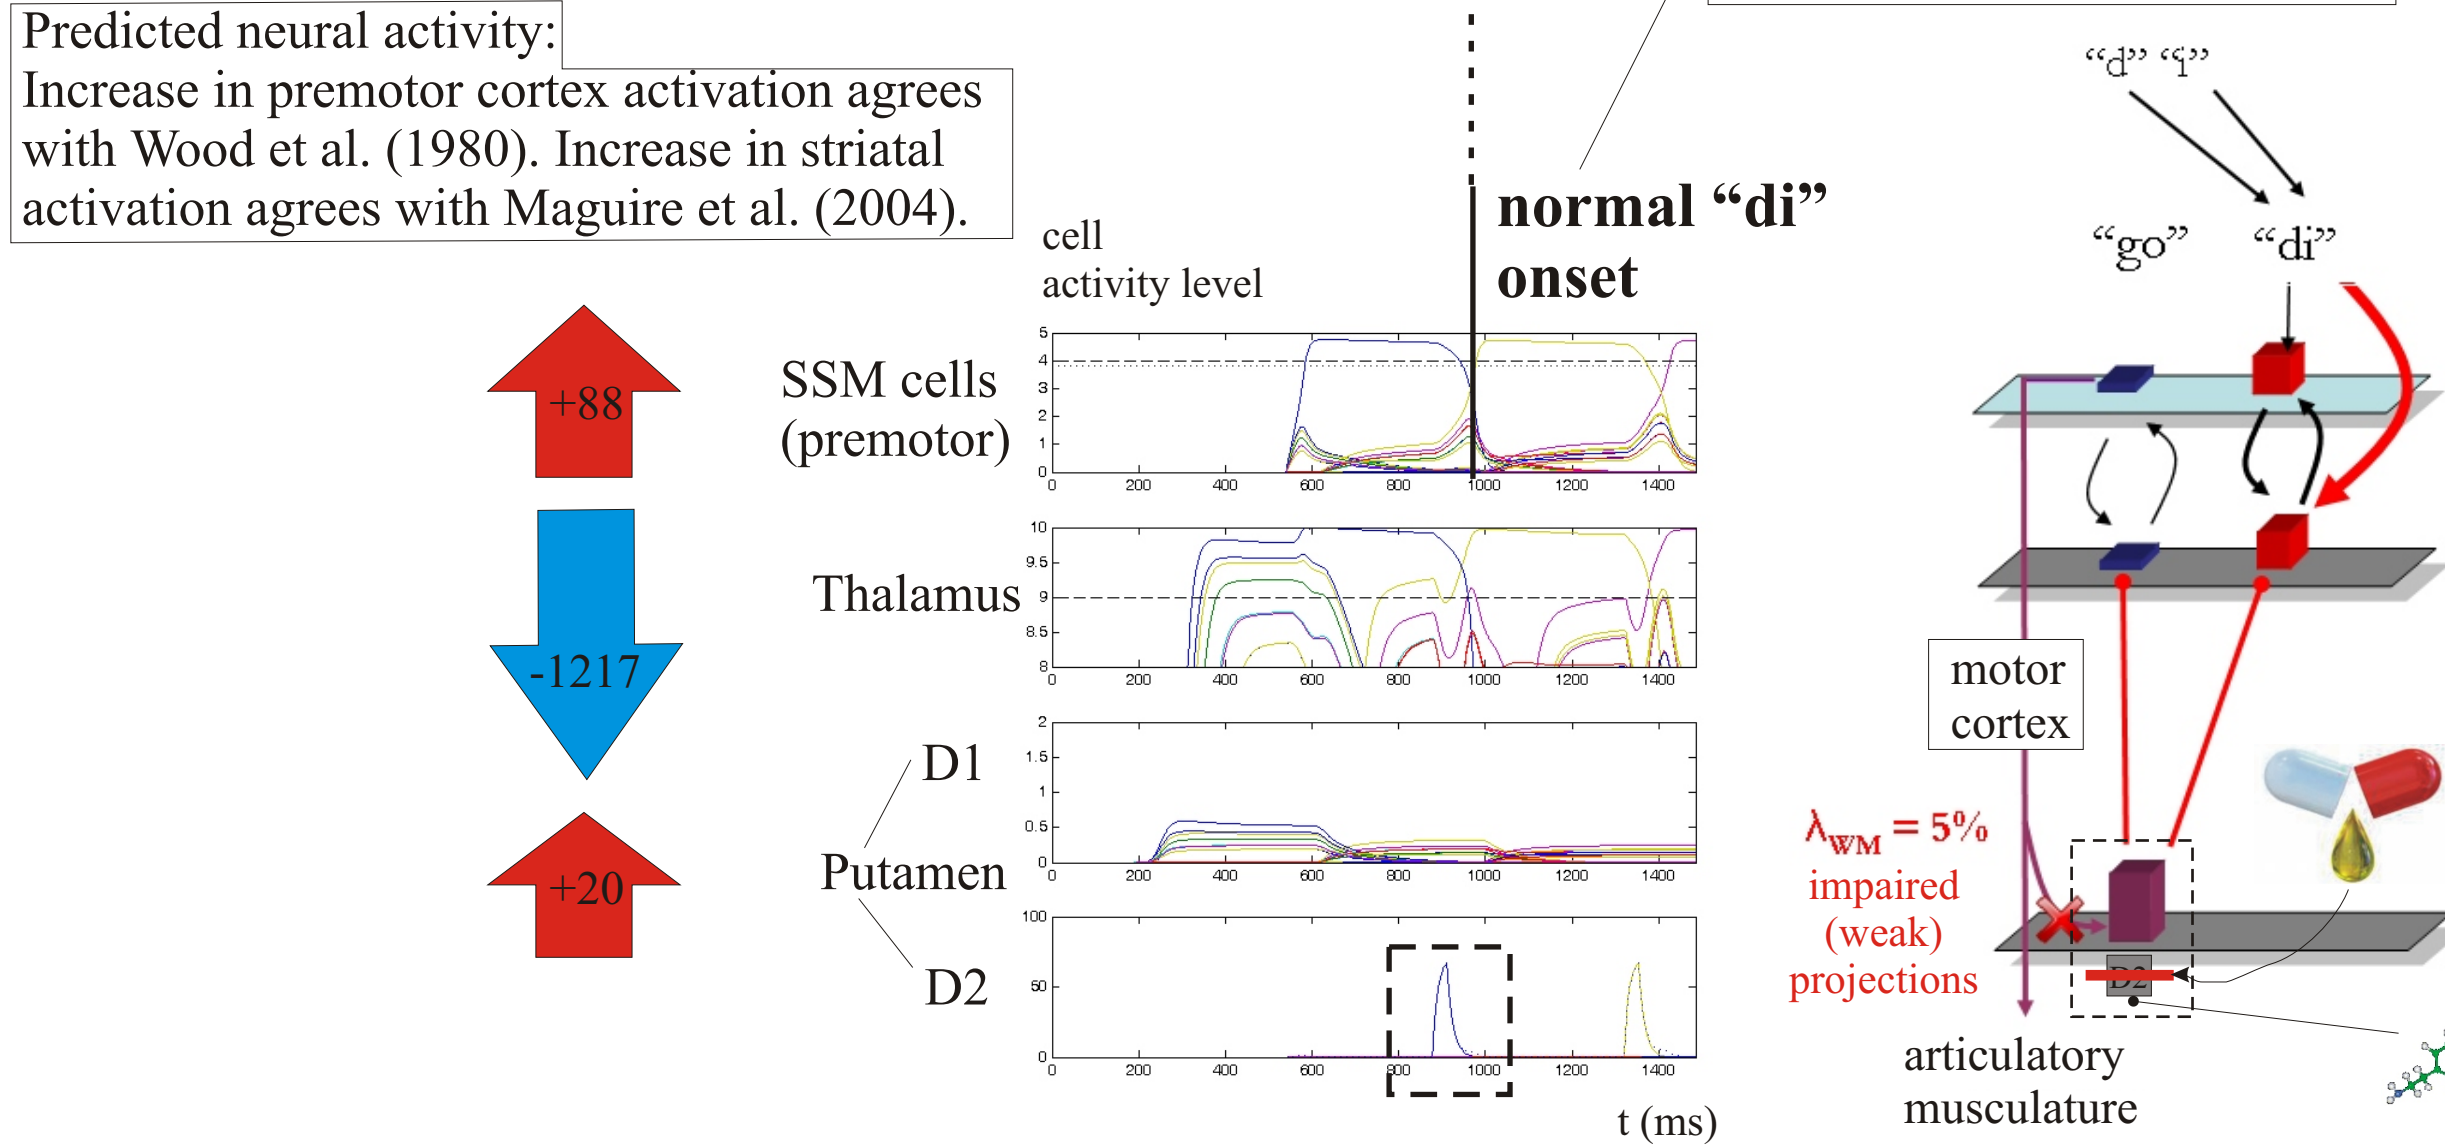 Predicted neural activity:
Increase in premotor cortex activation agrees
with Wood et al. (1980). Increase in striatal
activation agrees with Maguire et al. (2004).
+88
-1217
+20
cell
activity level
normal “di”
onset
SSM cells
(premotor)
5
4
3
2
1
0
0 200 400 600 800 1000 1200 1400
Thalamus
10
9.5
9
8.5
8
0 200 400 600 800 1000 1200 1400
D1
Putamen
D2
2
1.5
1
0.5
0
0 200 400 600 800 1000 1200 1400
100
50
0
0 200 400 600 800 1000 1200 1400
t (ms)
“d” “i”
“go” “di”
motor
cortex
λWM = 5%
impaired
(weak)
projections
D2
articulatory
musculature